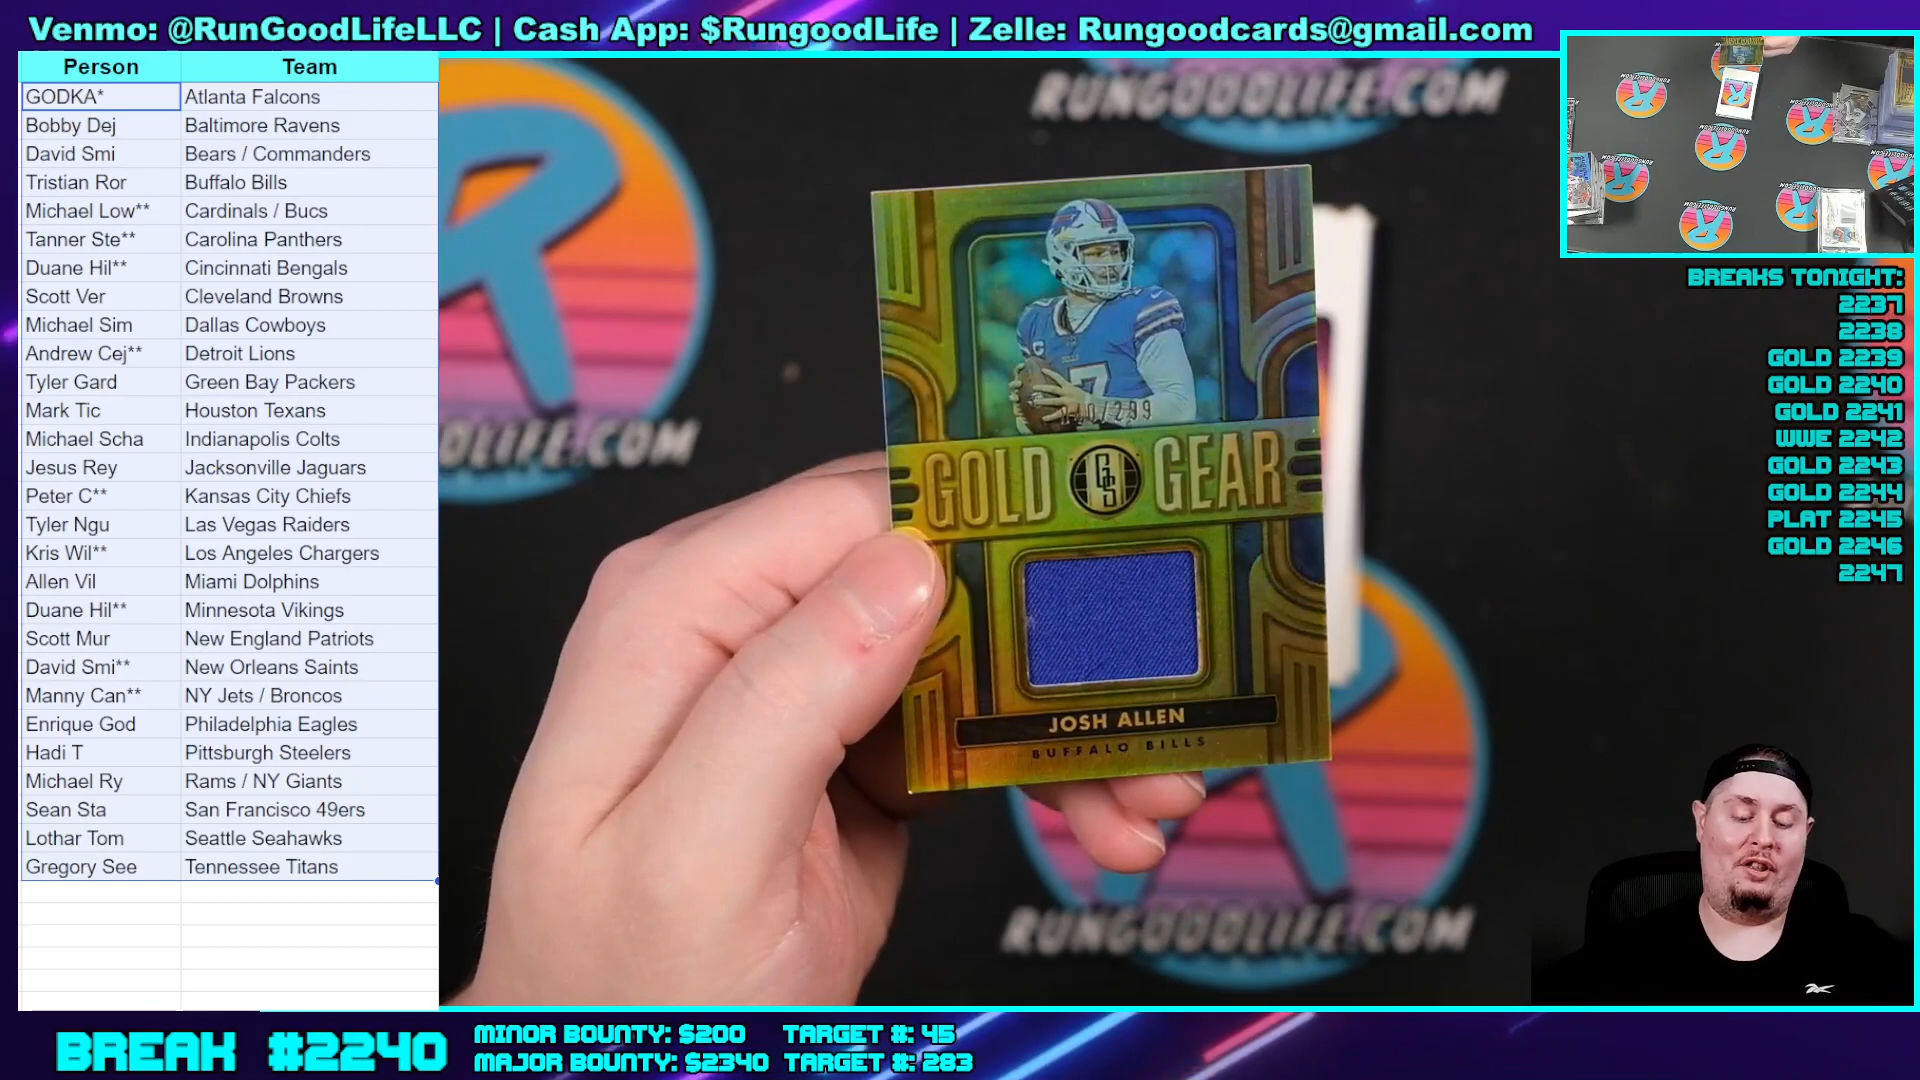 Venmo: @RunGoodLifeLLC | Cash App: $RungoodLife | Zelle: Rungoodcards@gmail.com
Person Team
GODKA* Atlanta Falcons
Bobby Dej Baltimore Ravens
David Smi Bears / Commanders
Tristian Ror Buffalo Bills
Michael Low** Cardinals / Bucs
Tanner Ste** Carolina Panthers
Duane Hil** Cincinnati Bengals
Scott Ver Cleveland Browns
Michael Sim Dallas Cowboys
Andrew Cej** Detroit Lions
Tyler Gard Green Bay Packers
Mark Tic Houston Texans
Michael Scha Indianapolis Colts
Jesus Rey Jacksonville Jaguars
Peter C** Kansas City Chiefs
Tyler Ngu Las Vegas Raiders
Kris Wil** Los Angeles Chargers
Allen Vil Miami Dolphins
Duane Hil** Minnesota Vikings
Scott Mur New England Patriots
David Smi** New Orleans Saints
Manny Can** NY Jets / Broncos
Enrique God Philadelphia Eagles
Hadi T Pittsburgh Steelers
Michael Ry Rams / NY Giants
Sean Sta San Francisco 49ers
Lothar Tom Seattle Seahawks
Gregory See Tennessee Titans
RUNGOODLIFE.COM
OLIFE.COM
GOLD GS GEAR
JOSH ALLEN
BUFFALO BILLS
RUNGOODLIFE.COM
BREAKS TONIGHT:
2237
2238
GOLD 2239
GOLD 2240
GOLD 2241
WWE 2242
GOLD 2243
GOLD 2244
PLAT 2245
GOLD 2246
2247
BREAK #2240
MINOR BOUNTY: $200 TARGET #: 45
MAJOR BOUNTY: $2340 TARGET #: 283